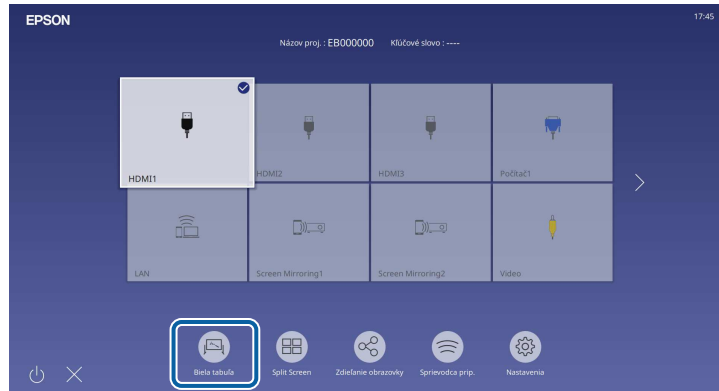 EPSON
17:45
Názov proj. : EB000000 Kľúčové slovo : ----
HDMI1
HDMI2
HDMI3
Počítač1
LAN
Screen Mirroring1
Screen Mirroring2
Video
Biela tabuľa
Split Screen
Zdieľanie obrazovky
Sprievodca prip.
Nastavenia